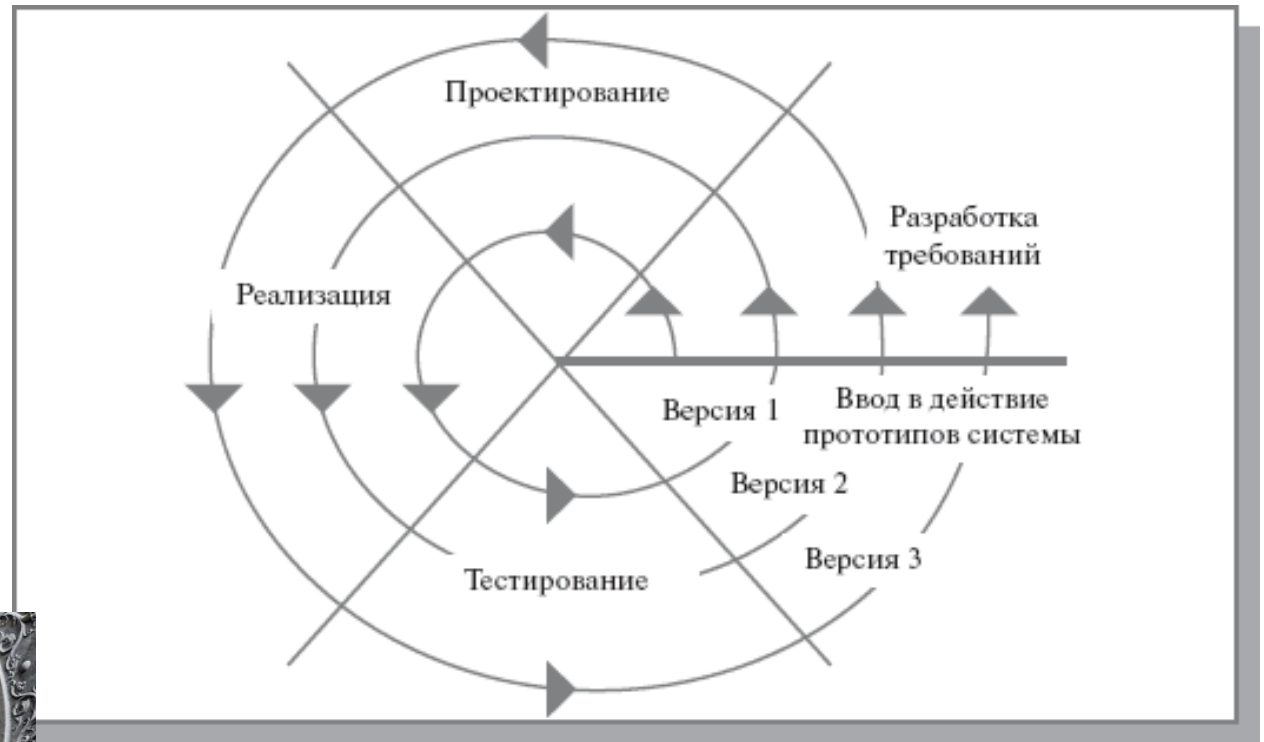 Проектирование
Разработка
требований
Реализация
Версия 1
Ввод в действие
прототипов системы
Версия 2
Версия 3
Тестирование